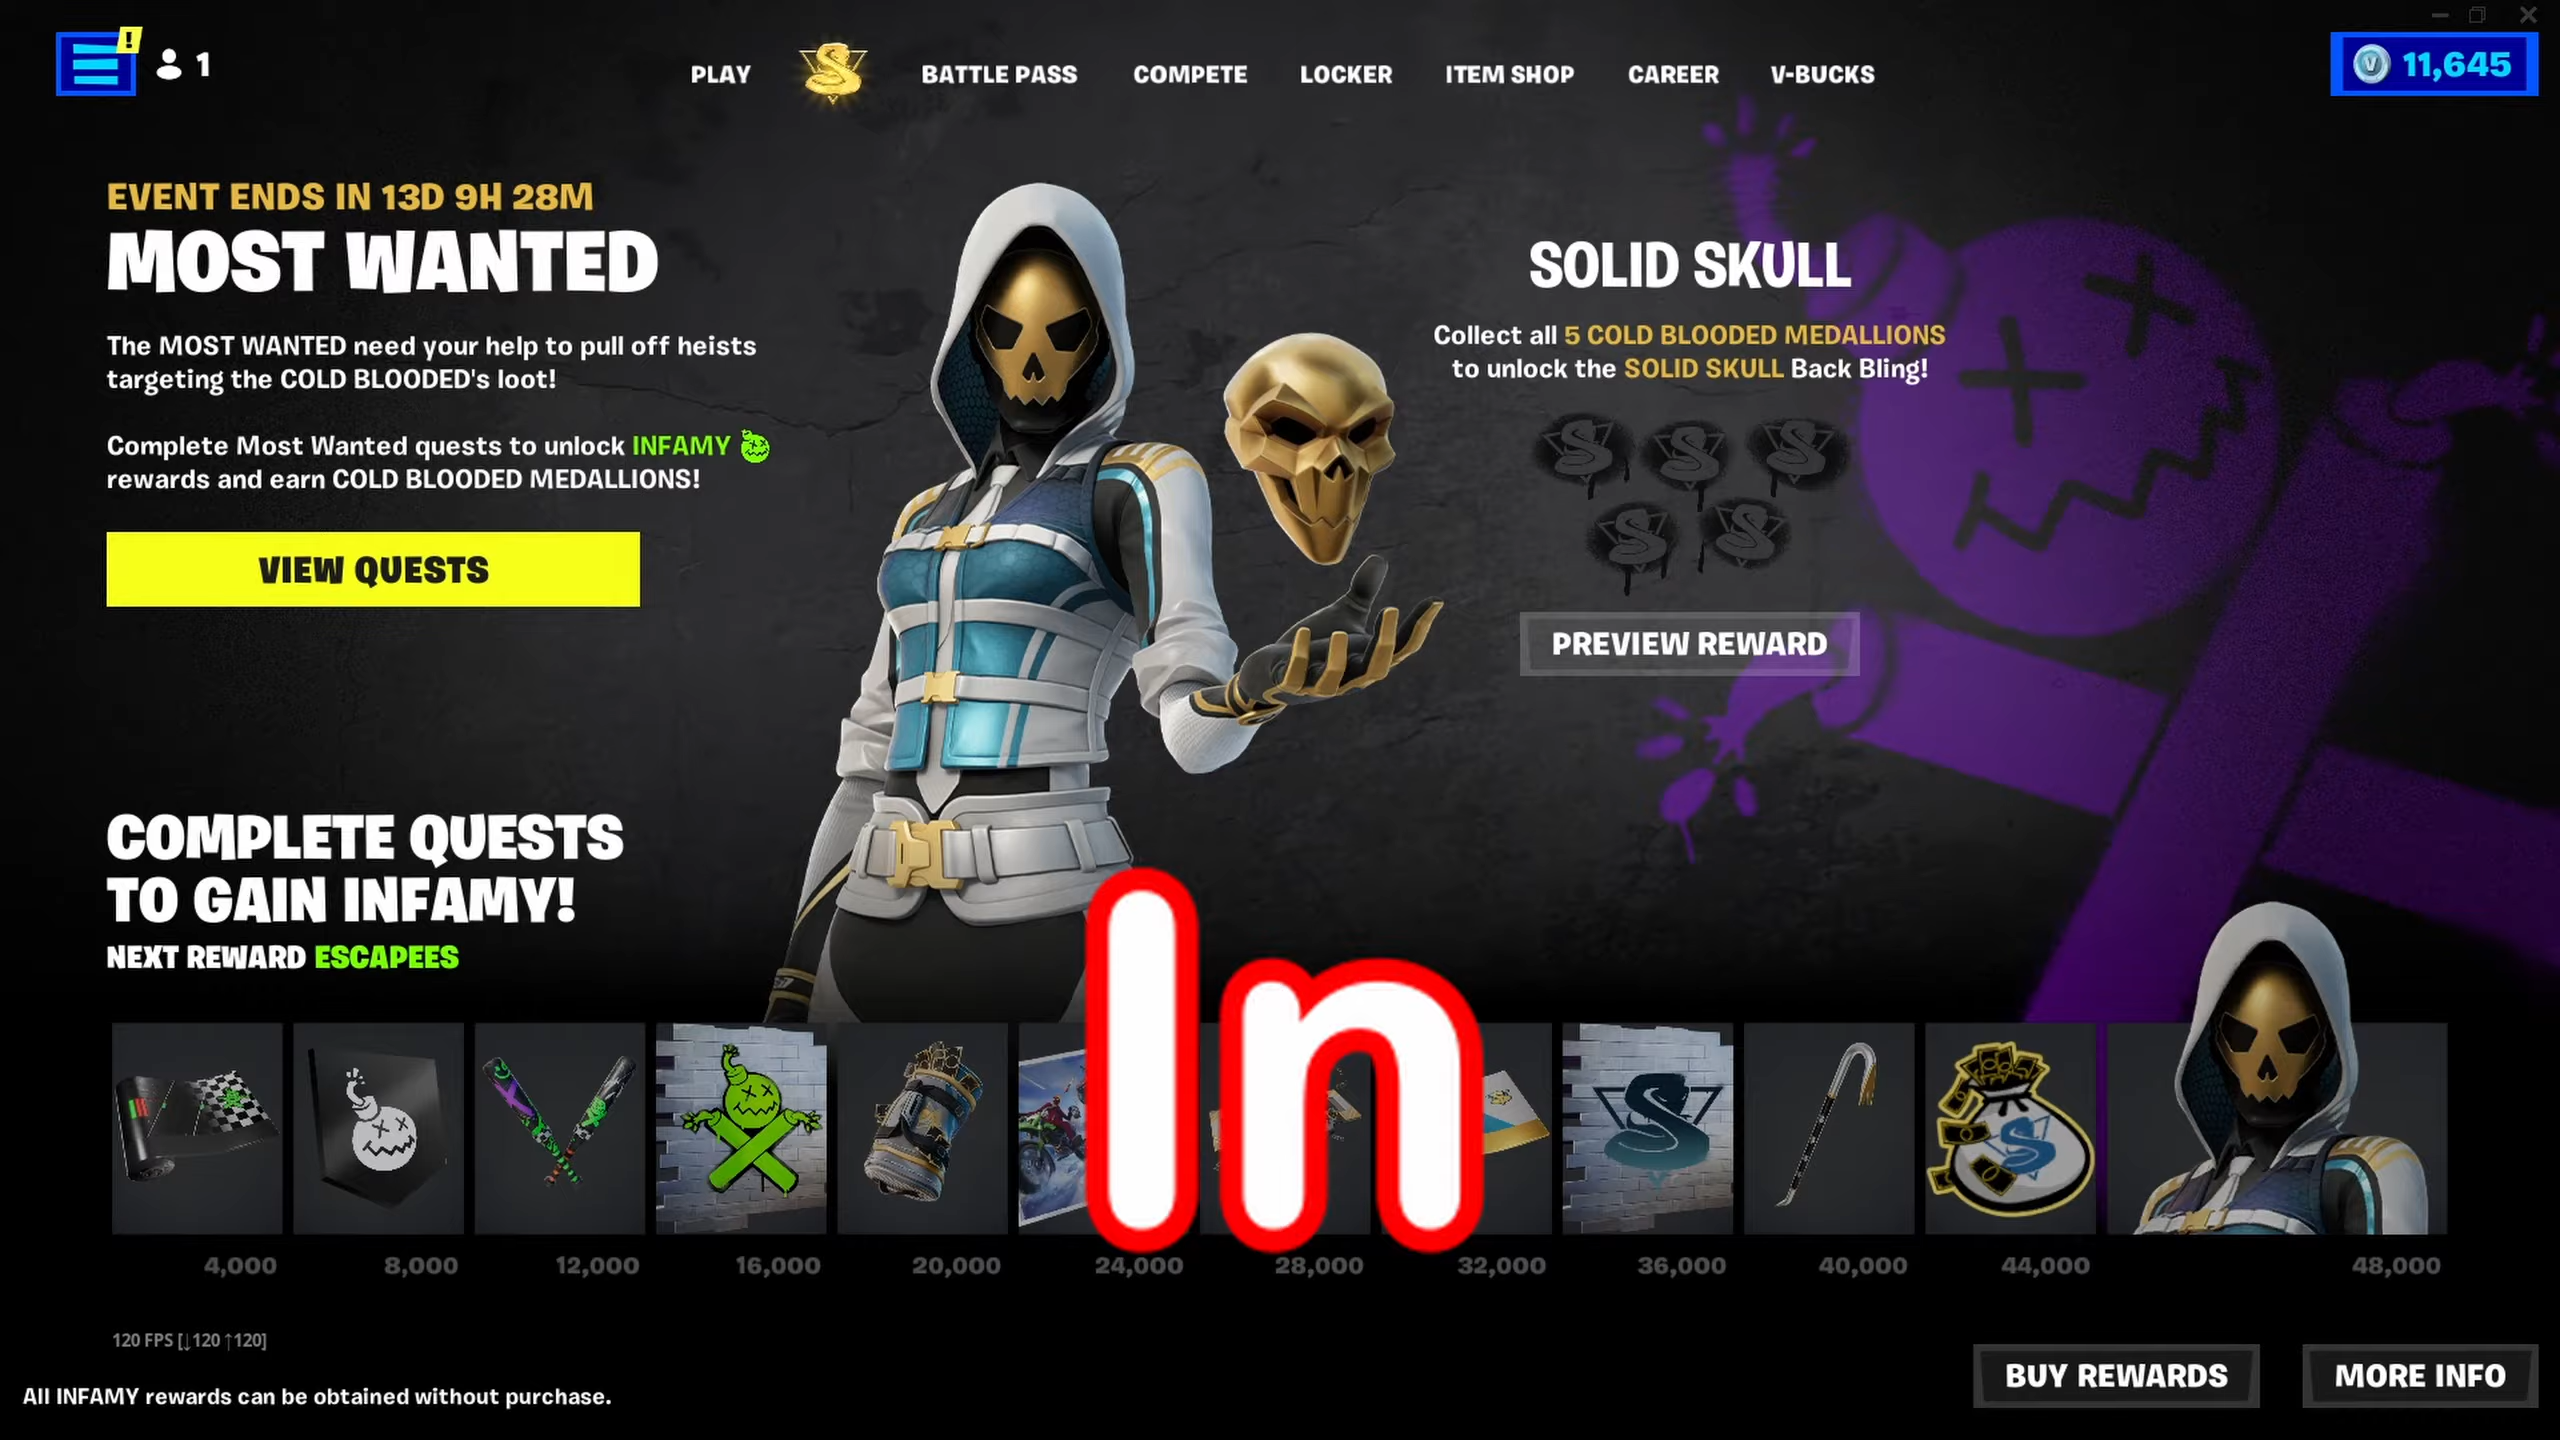 1
PLAY
BATTLE PASS
COMPETE
LOCKER
ITEM SHOP
CAREER
V-BUCKS
11,645
EVENT ENDS IN 13D 9H 28M
MOST WANTED
The MOST WANTED need your help to pull off heists
targeting the COLD BLOODED's loot!
Complete Most Wanted quests to unlock INFAMY
rewards and earn COLD BLOODED MEDALLIONS!
VIEW QUESTS
SOLID SKULL
Collect all 5 COLD BLOODED MEDALLIONS
to unlock the SOLID SKULL Back Bling!
PREVIEW REWARD
COMPLETE QUESTS
TO GAIN INFAMY!
NEXT REWARD ESCAPEES
In
4,000
8,000
12,000
16,000
20,000
24,000
28,000
32,000
36,000
40,000
44,000
48,000
120 FPS [↓120 ↑120]
All INFAMY rewards can be obtained without purchase.
BUY REWARDS
MORE INFO